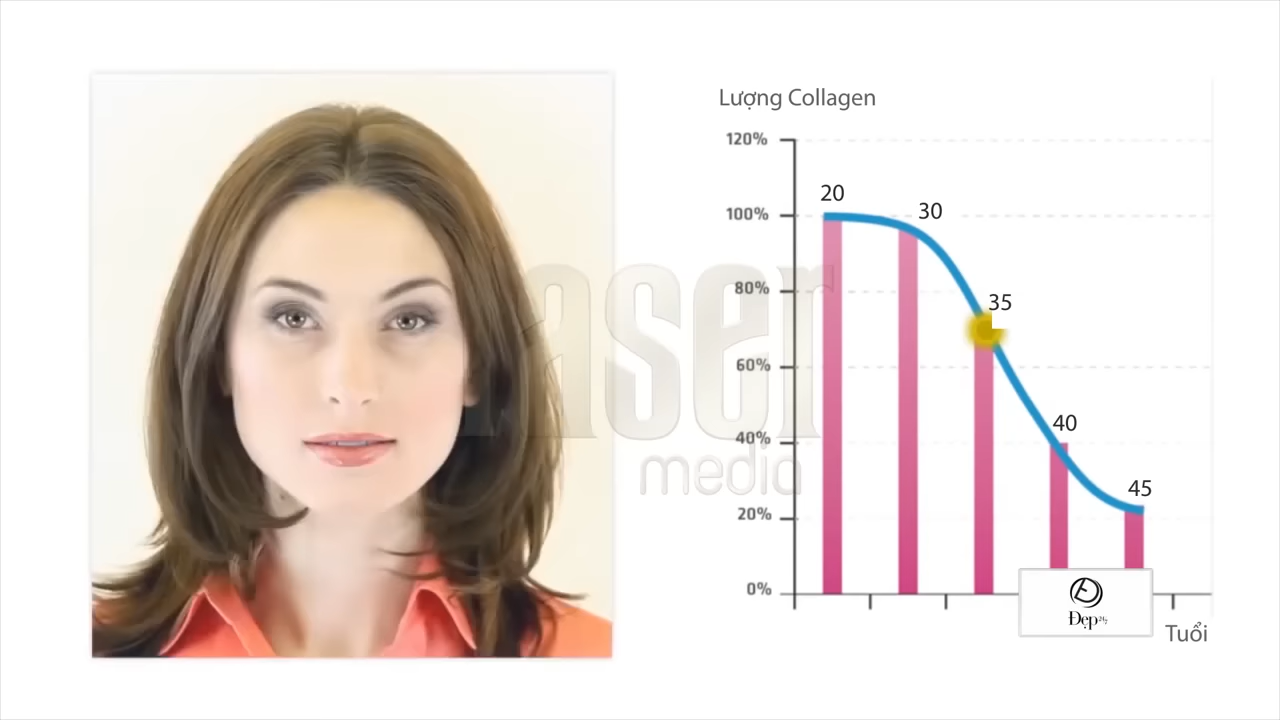 Lượng Collagen
120%
20
100%
30
80%
35
60%
40
40%
45
20%
0%
Tuổi
aser
media
Đẹp